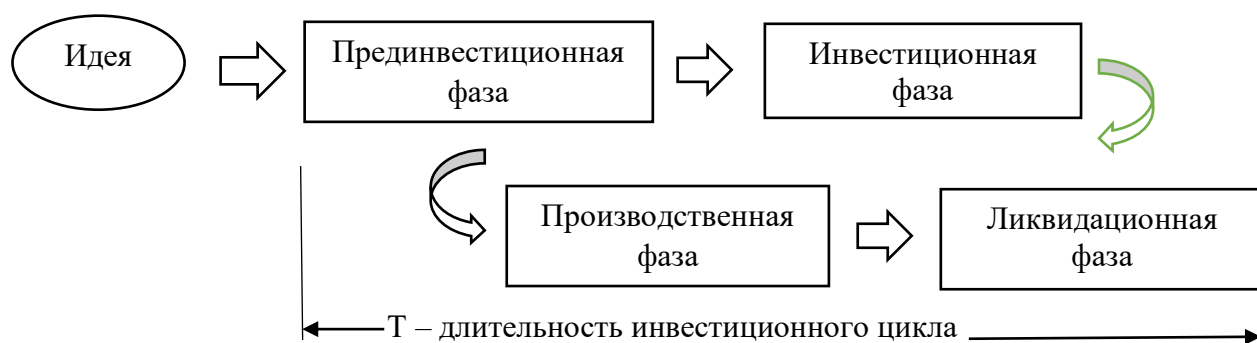 Идея
Прединвестиционная
фаза
Инвестиционная
фаза
Производственная
фаза
Ликвидационная
фаза
Т – длительность инвестиционного цикла